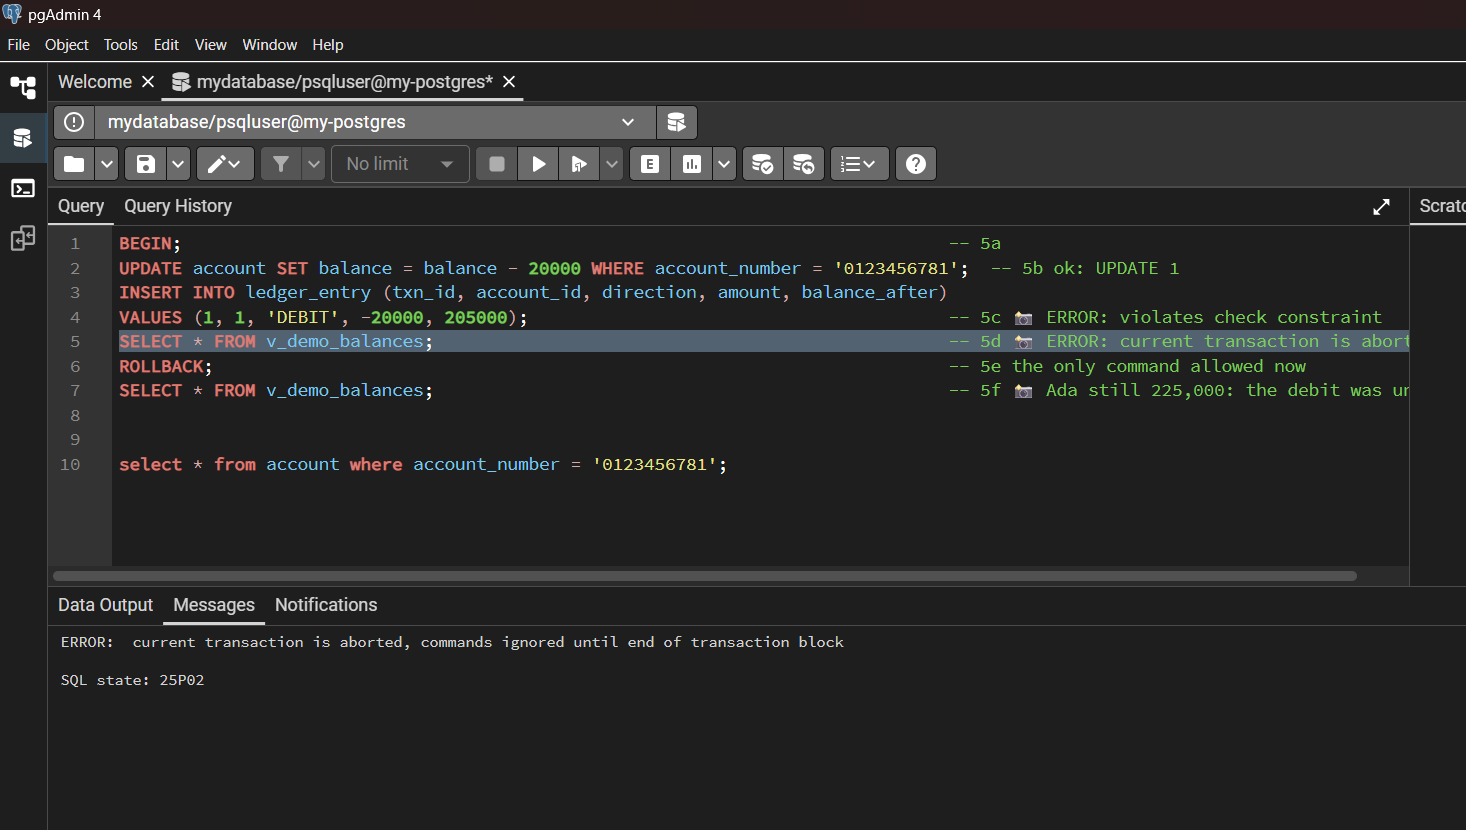 pgAdmin 4
File Object Tools Edit View Window Help
Welcome mydatabase/psqluser@my-postgres*
mydatabase/psqluser@my-postgres
No limit
E
Query Query History
Scratc
1 BEGIN; -- 5a
2 UPDATE account SET balance = balance - 20000 WHERE account_number = '0123456781'; -- 5b ok: UPDATE 1
3 INSERT INTO ledger_entry (txn_id, account_id, direction, amount, balance_after)
4 VALUES (1, 1, 'DEBIT', -20000, 205000); -- 5c 📷 ERROR: violates check constraint
5 SELECT * FROM v_demo_balances; -- 5d 📷 ERROR: current transaction is abort
6 ROLLBACK; -- 5e the only command allowed now
7 SELECT * FROM v_demo_balances; -- 5f 📷 Ada still 225,000: the debit was un
8
9
10 select * from account where account_number = '0123456781';
Data Output Messages Notifications
ERROR: current transaction is aborted, commands ignored until end of transaction block
SQL state: 25P02